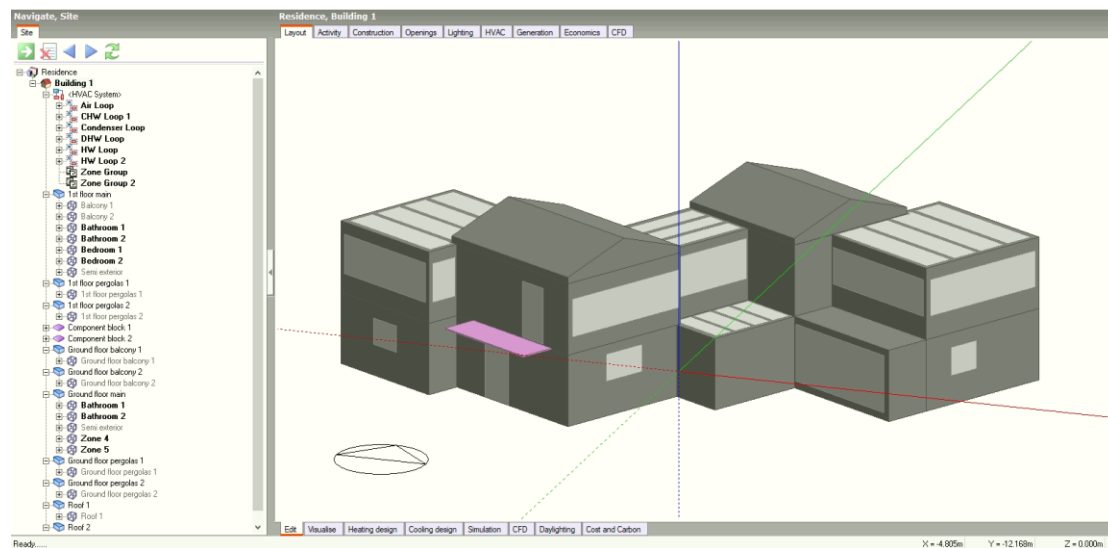 Navigate, Site
Site
Residence
Building 1
<HVAC System>
Air Loop
CHW Loop 1
Condenser Loop
DHW Loop
HW Loop
HW Loop 2
Zone Group
Zone Group 2
1st floor main
Balcony 1
Balcony 2
Bathroom 1
Bathroom 2
Bedroom 1
Bedroom 2
Semi exterior
1st floor pergolas 1
1st floor pergolas 1
1st floor pergolas 2
1st floor pergolas 2
Component block 1
Component block 2
Ground floor balcony 1
Ground floor balcony 1
Ground floor balcony 2
Ground floor balcony 2
Ground floor main
Bathroom 1
Bathroom 2
Semi exterior
Zone 4
Zone 5
Ground floor pergolas 1
Ground floor pergolas 1
Ground floor pergolas 2
Ground floor pergolas 2
Roof 1
Roof 1
Roof 2
Residence, Building 1
Layout Activity Construction Openings Lighting HVAC Generation Economics CFD
Edit Visualise Heating design Cooling design Simulation CFD Daylighting Cost and Carbon
Ready..... X = -4.805m Y = -12.168m Z = 0.000m